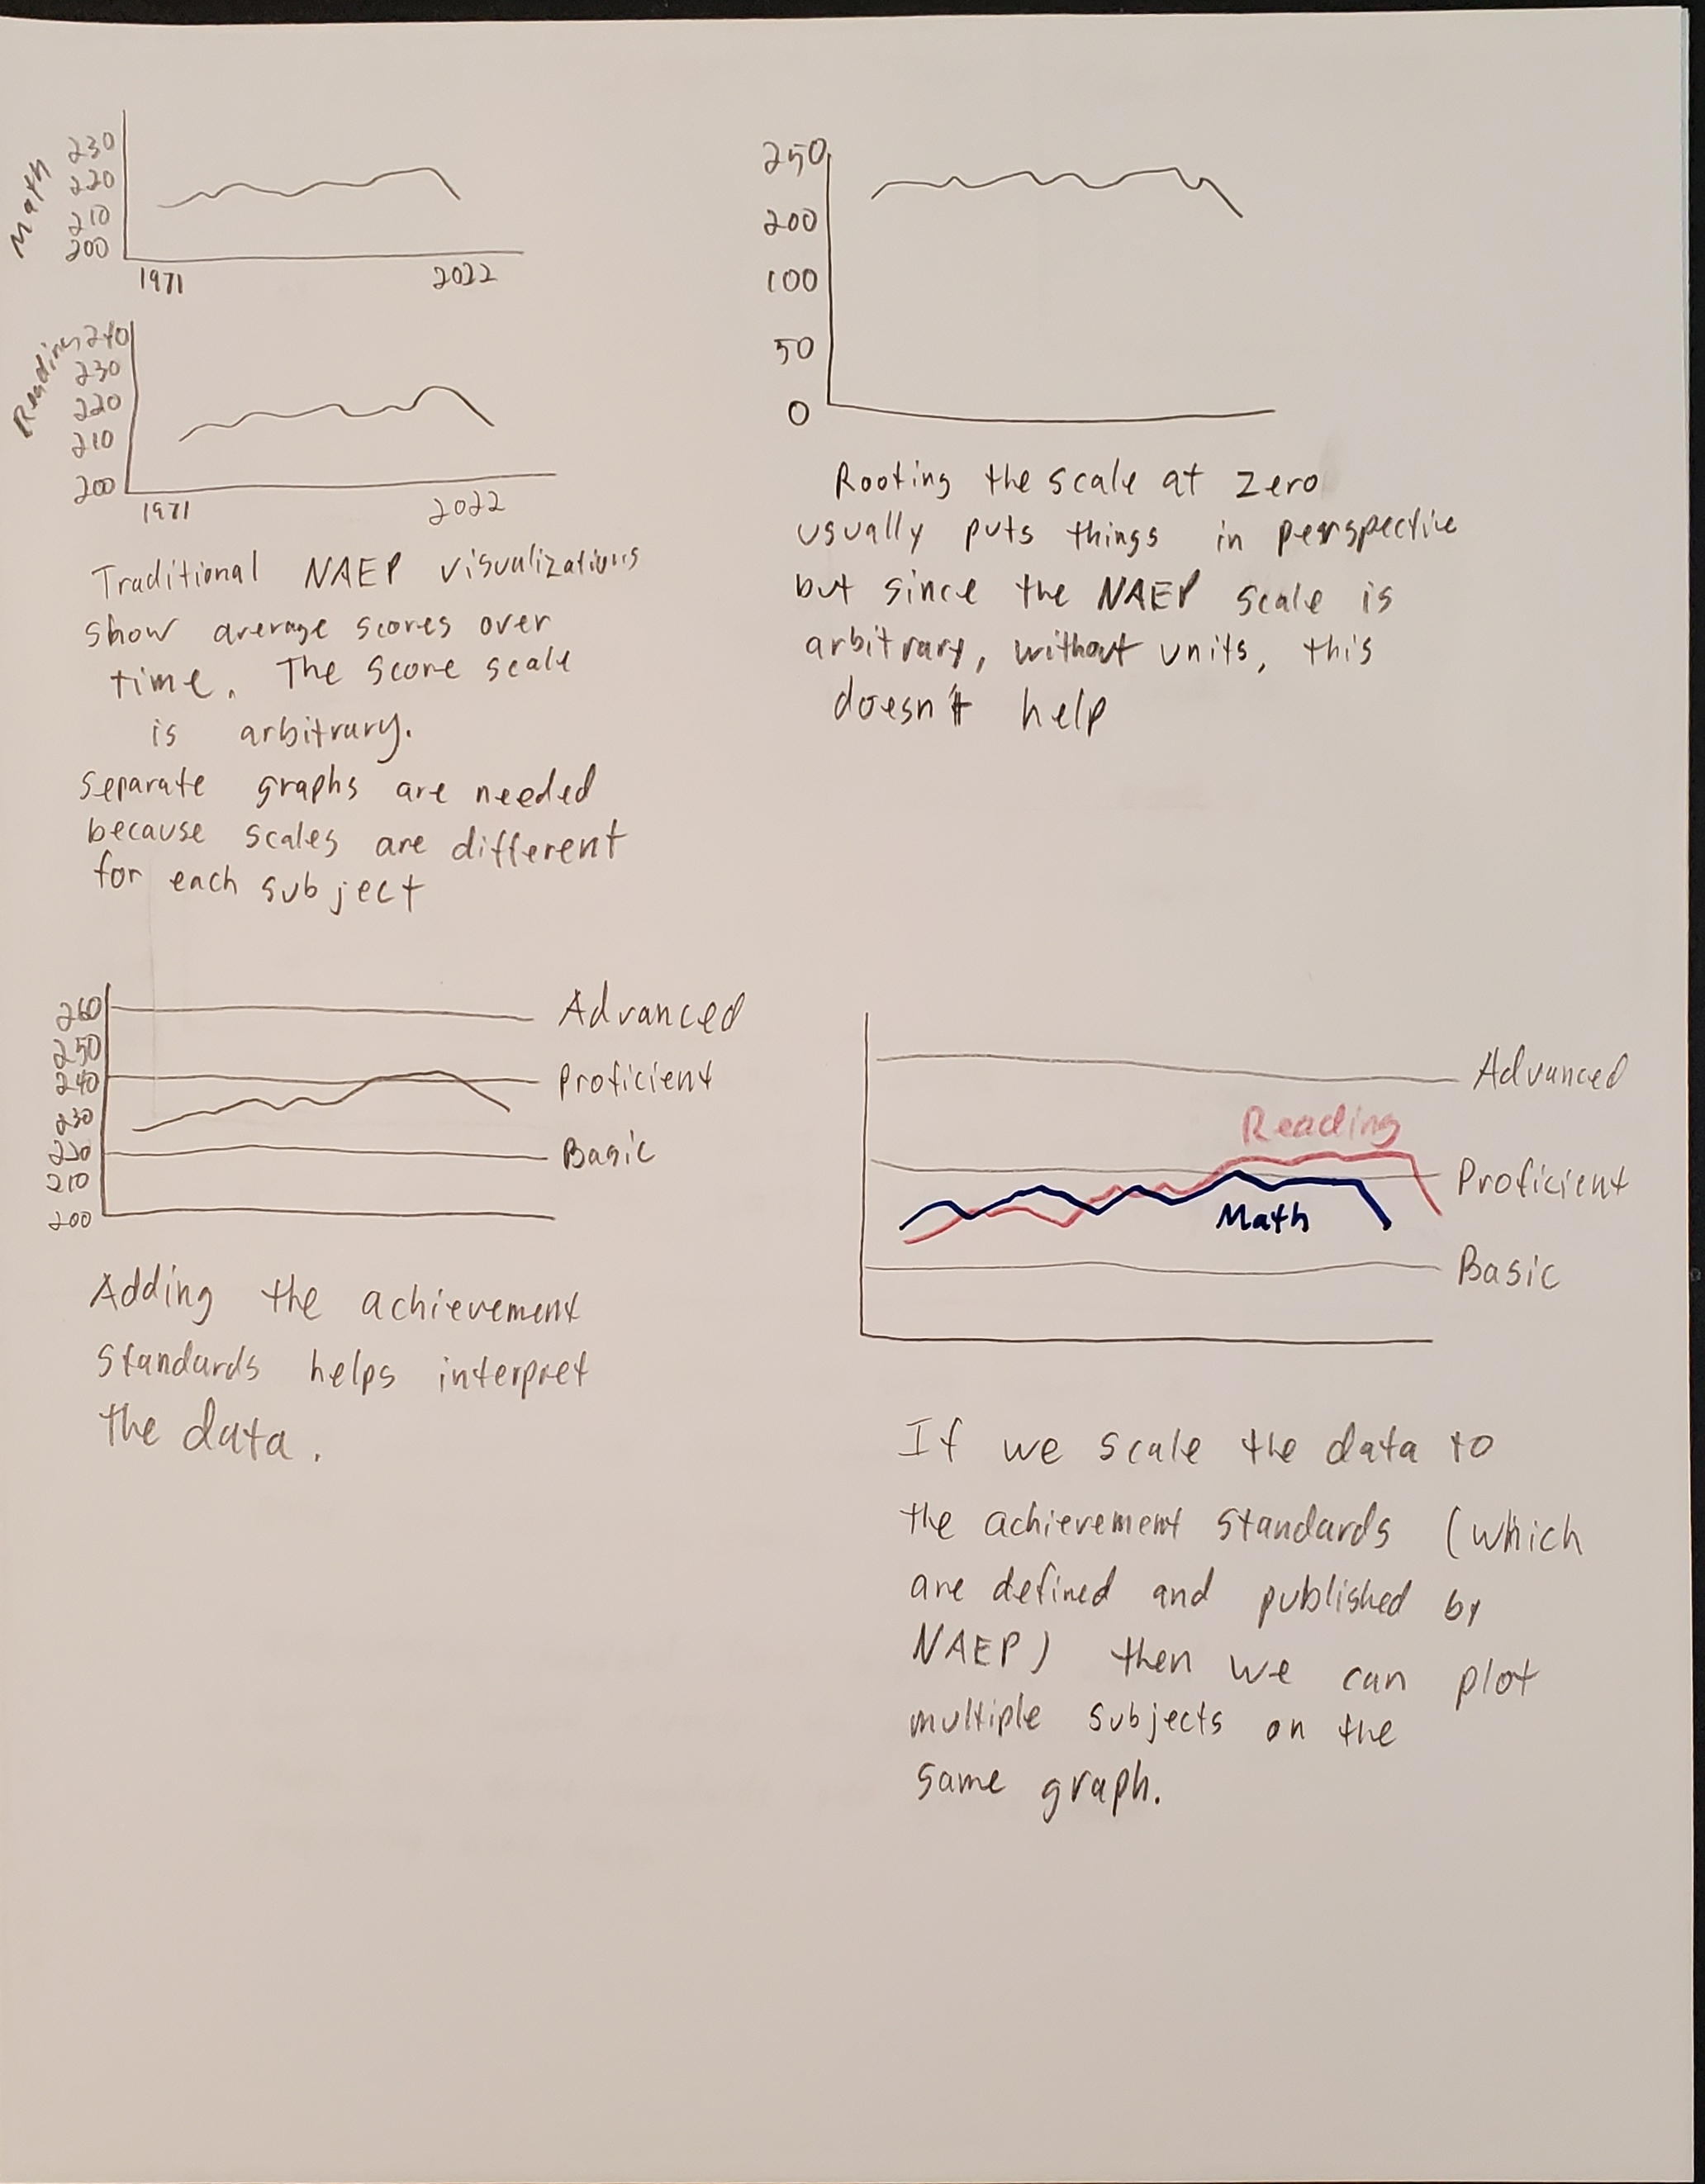 Math
230
220
210
200
1971 2022
Reading
240
230
220
210
200
1971 2022
Traditional NAEP visualizations
show average scores over
time. The score scale
is arbitrary.
Separate graphs are needed
because scales are different
for each subject
250
200
100
50
0
Rooting the scale at zero
usually puts things in perspective
but since the NAEP scale is
arbitrary, without units, this
doesn't help
260
250
240
230
220
210
200
Advanced
Proficient
Basic
Adding the achievement
standards helps interpret
the data.
Advanced
Reading
Proficient
Math
Basic
If we scale the data to
the achievement standards (which
are defined and published by
NAEP) then we can plot
multiple subjects on the
same graph.